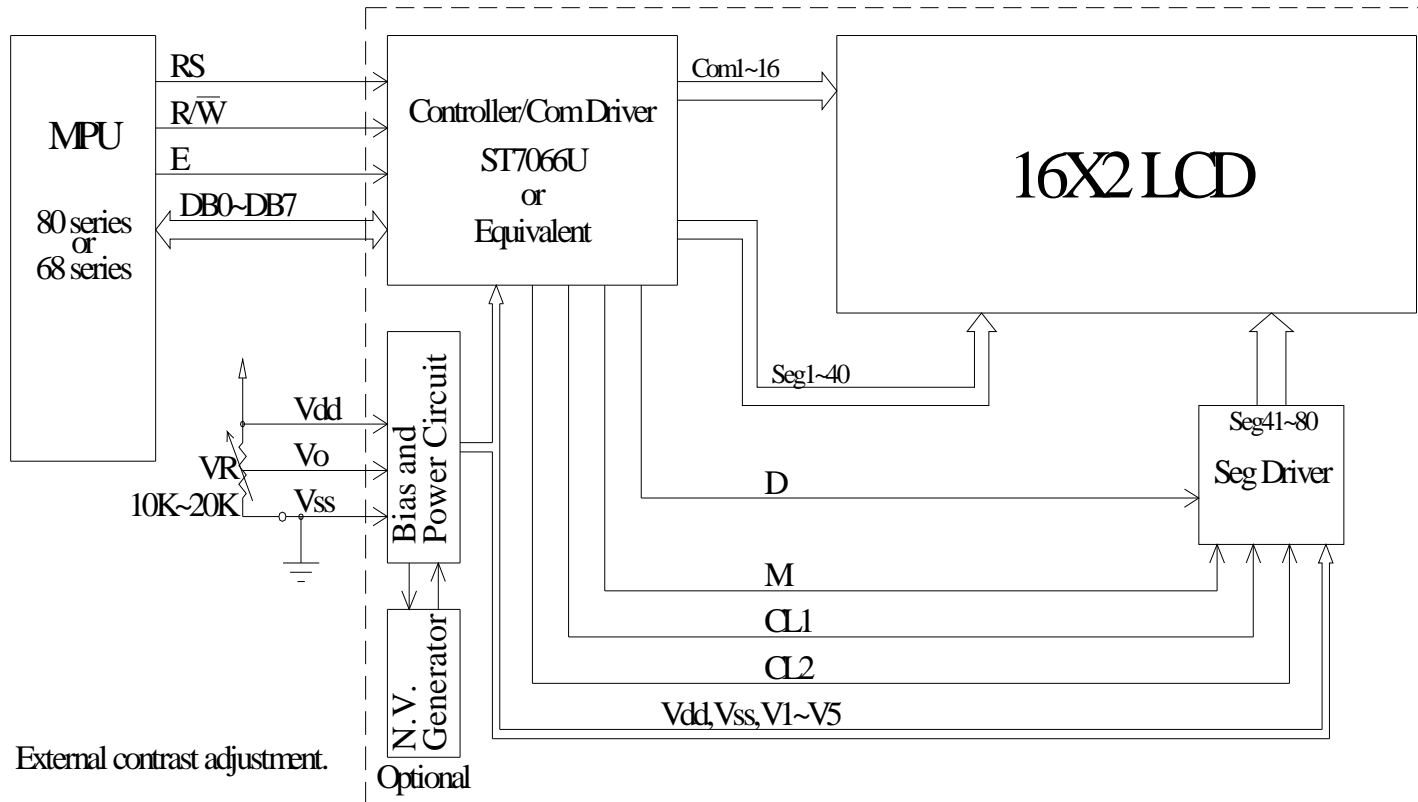 RS
R/W̅
E
DB0~DB7
MPU
80 series
or
68 series
Controller/Com Driver
ST7066U
or
Equivalent
Com1~16
16X2 LCD
Seg1~40
Seg41~80
Seg Driver
Vdd
Vo
Vss
VR
10K~20K
Bias and
Power Circuit
D
M
CL1
CL2
Vdd,Vss,V1~V5
N.V.
Generator
Optional
External contrast adjustment.